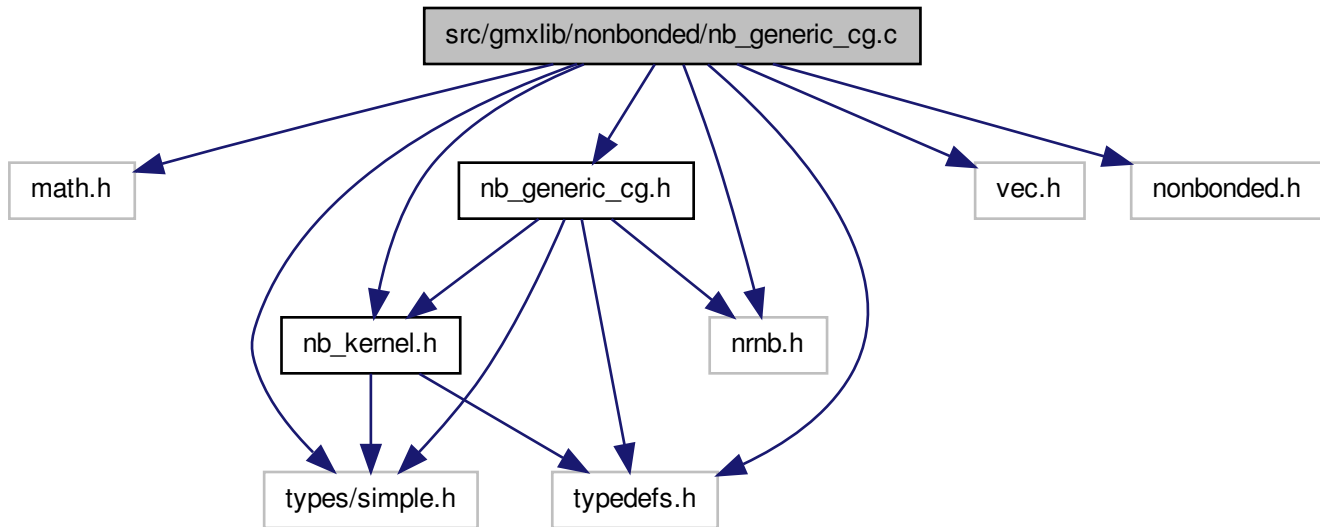 src/gmxlib/nonbonded/nb_generic_cg.c
math.h
nb_generic_cg.h
vec.h
nonbonded.h
nb_kernel.h
nrnb.h
types/simple.h
typedefs.h